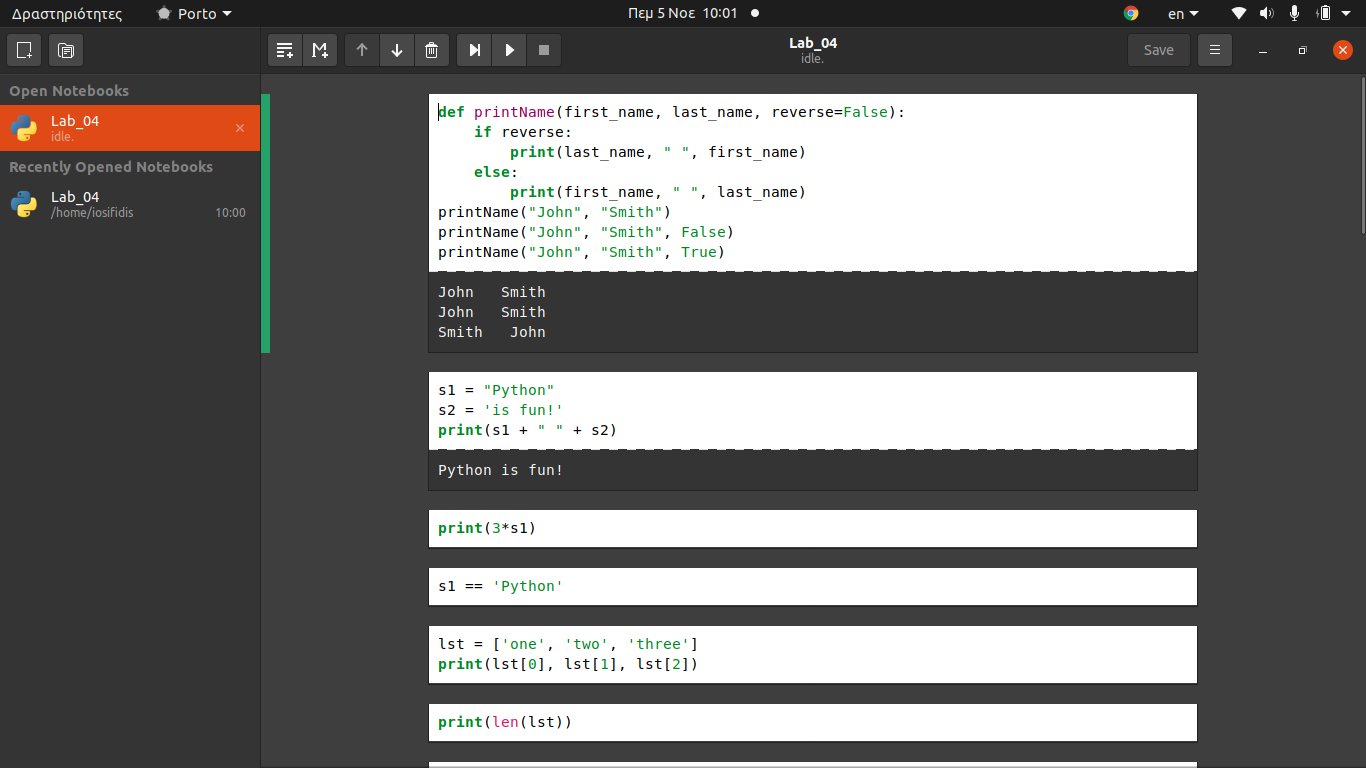 Δραστηριότητες
Porto
Πεμ 5 Νοε 10:01
en
Lab_04
idle.
Save
Open Notebooks
Lab_04
idle.
Recently Opened Notebooks
Lab_04
/home/iosifidis
10:00
def printName(first_name, last_name, reverse=False):
    if reverse:
        print(last_name, " ", first_name)
    else:
        print(first_name, " ", last_name)
printName("John", "Smith")
printName("John", "Smith", False)
printName("John", "Smith", True)
John   Smith
John   Smith
Smith   John
s1 = "Python"
s2 = 'is fun!'
print(s1 + " " + s2)
Python is fun!
print(3*s1)
s1 == 'Python'
lst = ['one', 'two', 'three']
print(lst[0], lst[1], lst[2])
print(len(lst))